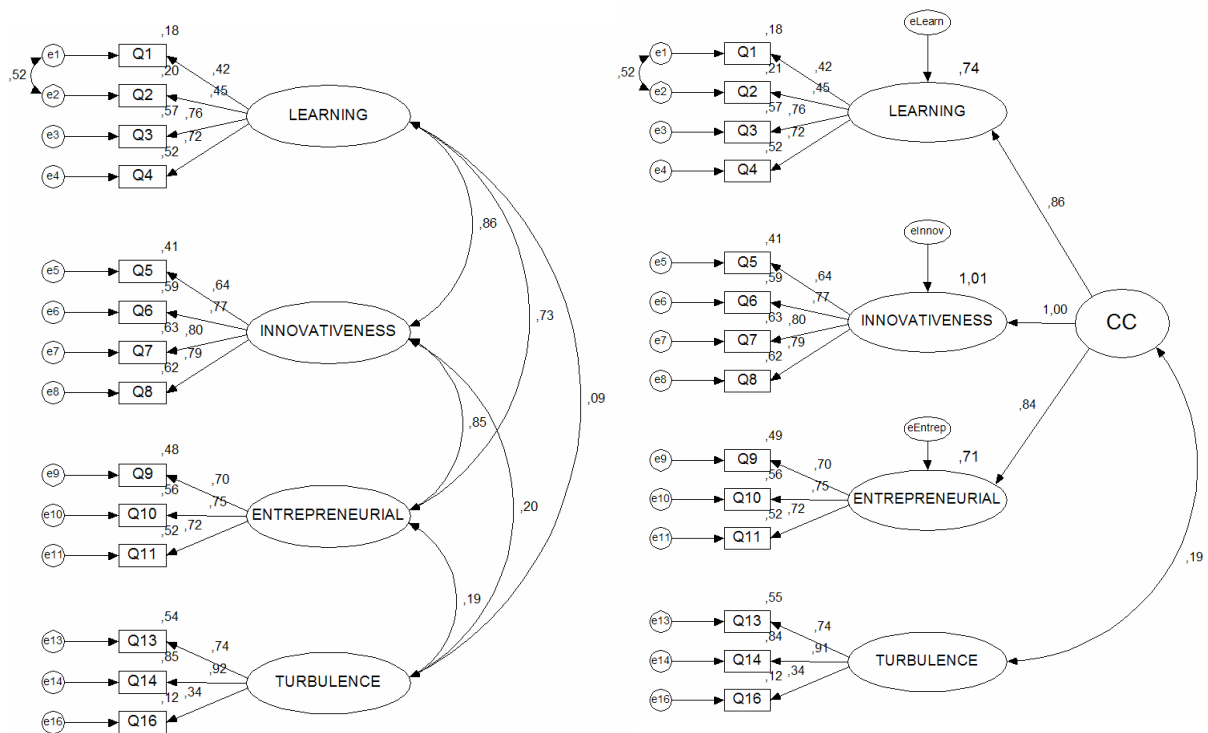 ,18
e1
Q1
,52
,20
,42
e2
Q2
,45
,57
,76
LEARNING
e3
Q3
,72
,52
e4
Q4
,86
,41
e5
Q5
,64
,59
e6
Q6
,77
,73
,63
,80
INNOVATIVENESS
e7
Q7
,79
,62
e8
Q8
,09
,85
,48
e9
Q9
,70
,56
,75
,20
e10
Q10
ENTREPRENEURIAL
,52
,72
e11
Q11
,19
,54
e13
Q13
,74
,85
,92
e14
Q14
TURBULENCE
,12
,34
e16
Q16
eLearn
,18
e1
Q1
,74
,52
,21
,42
e2
Q2
,45
,57
,76
LEARNING
e3
Q3
,72
,52
e4
Q4
,86
eInnov
,41
e5
Q5
,64
,59
1,01
e6
Q6
,77
,63
,80
INNOVATIVENESS
1,00
CC
e7
Q7
,79
,62
e8
Q8
,84
eEntrep
,49
e9
Q9
,70
,71
,56
,75
e10
Q10
ENTREPRENEURIAL
,52
,72
e11
Q11
,19
,55
e13
Q13
,74
,84
,91
e14
Q14
TURBULENCE
,12
,34
e16
Q16